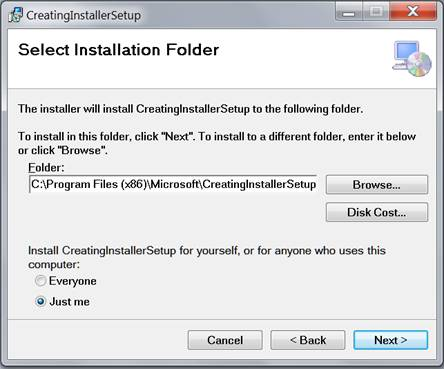 CreatingInstallerSetup
Select Installation Folder
The installer will install CreatingInstallerSetup to the following folder.
To install in this folder, click "Next". To install to a different folder, enter it below
or click "Browse".
Folder:
C:\Program Files (x86)\Microsoft\CreatingInstallerSetup
Browse...
Disk Cost...
Install CreatingInstallerSetup for yourself, or for anyone who uses this
computer:
Everyone
Just me
Cancel
< Back
Next >